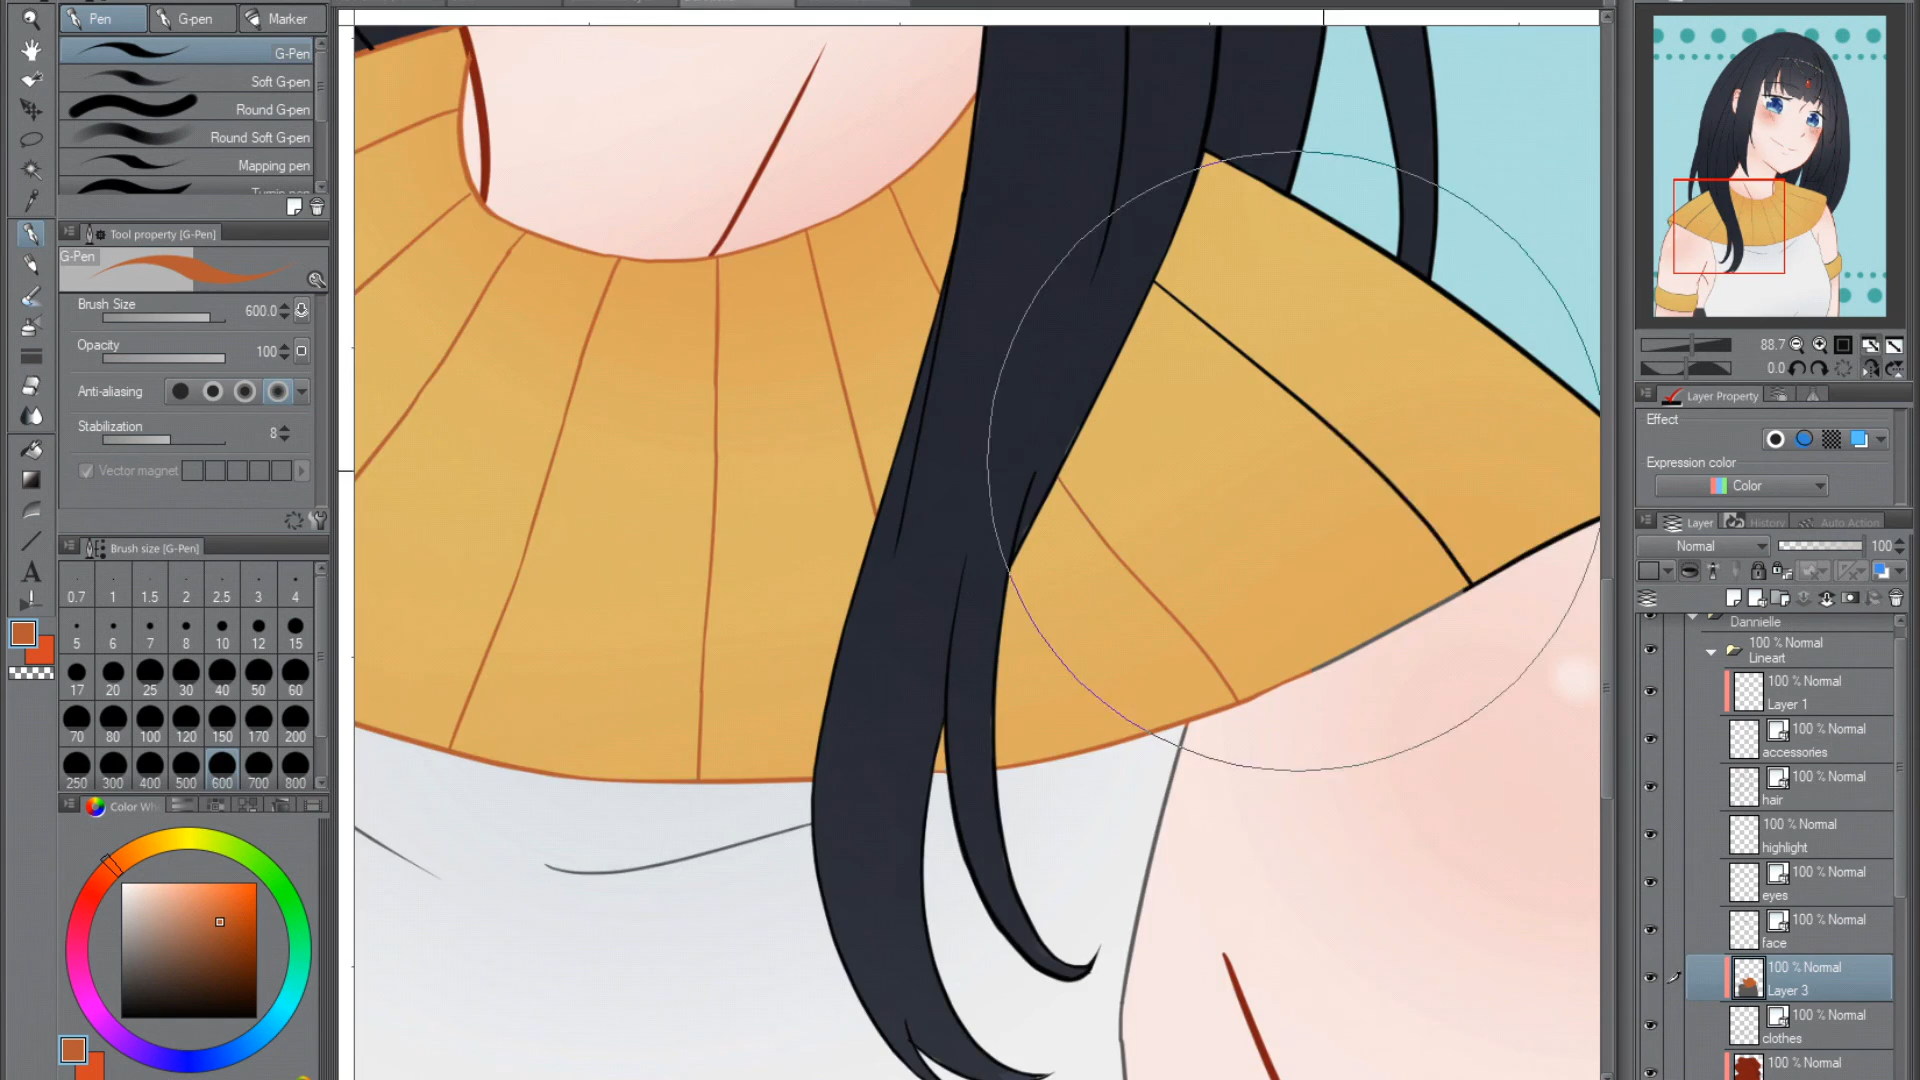 Pen
G-pen
Marker
G-Pen
Soft G-pen
Round G-pen
Round Soft G-pen
Mapping pen
Tool property [G-Pen]
G-Pen
Brush Size
600.0
Opacity
100
Anti-aliasing
Stabilization
8
Vector magnet
Brush size [G-Pen]
0.7 1 1.5 2 2.5 3 4
5 6 7 8 10 12 15
17 20 25 30 40 50 60
70 80 100 120 150 170 200
250 300 400 500 600 700 800
Color Wh
88.7
0.0
Layer Property
Effect
Expression color
Color
Layer
History
Auto Action
Normal
100
Dannielle
100 % Normal
Lineart
100 % Normal
Layer 1
100 % Normal
accessories
100 % Normal
hair
100 % Normal
highlight
100 % Normal
eyes
100 % Normal
face
100 % Normal
Layer 3
100 % Normal
clothes
100 % Normal